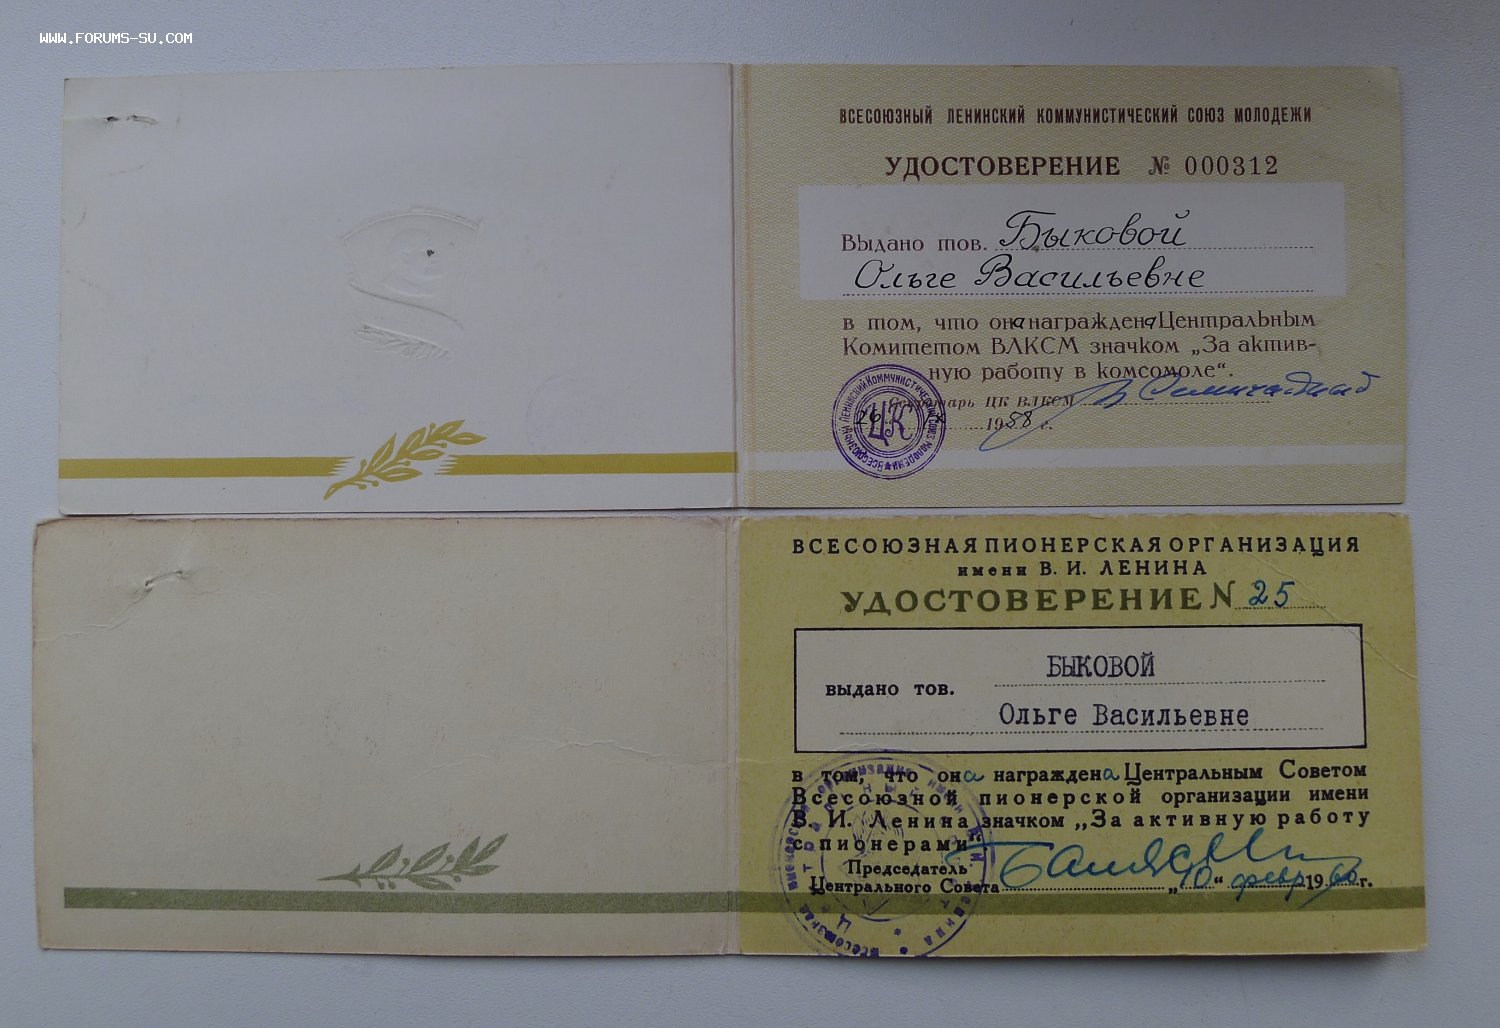 WWW.FORUMS-SU.COM
ВСЕСОЮЗНЫЙ ЛЕНИНСКИЙ КОММУНИСТИЧЕСКИЙ СОЮЗ МОЛОДЕЖИ
УДОСТОВЕРЕНИЕ № 000312
Выдано тов. Быковой
Ольге Васильевне
в том, что она награждена Центральным
Комитетом ВЛКСМ значком „За актив-
ную работу в комсомоле“.
Секретарь ЦК ВЛКСМ
26 IX 1958 г.
ЦК
ВСЕСОЮЗНАЯ ПИОНЕРСКАЯ ОРГАНИЗАЦИЯ
имени В. И. ЛЕНИНА
УДОСТОВЕРЕНИЕ N 25
БЫКОВОЙ
выдано тов.
Ольге Васильевне
в том, что она награждена Центральным Советом
Всесоюзной пионерской организации имени
В. И. Ленина значком „За активную работу
с пионерами“.
Председатель
Центрального Совета „10“ февр 1960 г.